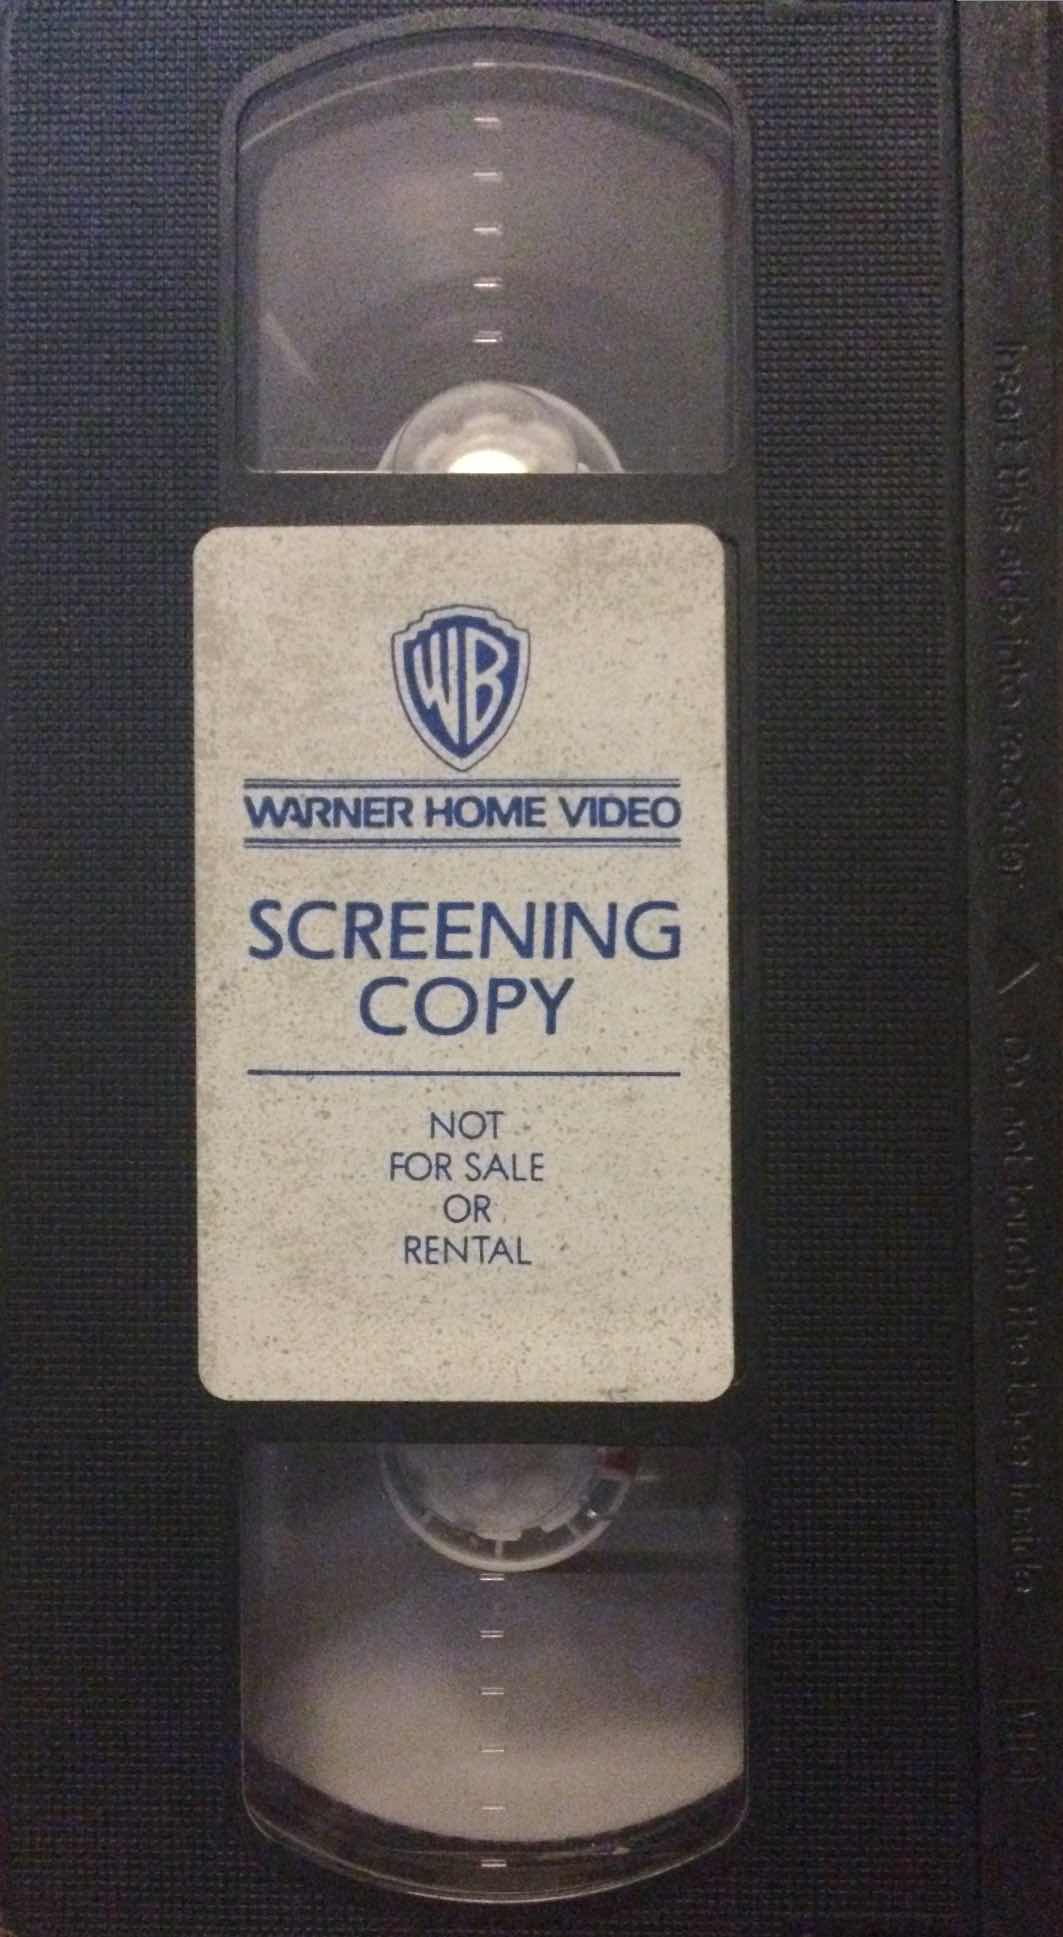 WB
WARNER HOME VIDEO
SCREENING
COPY
NOT
FOR SALE
OR
RENTAL
Insert this side into recorder
Do not touch the tape inside